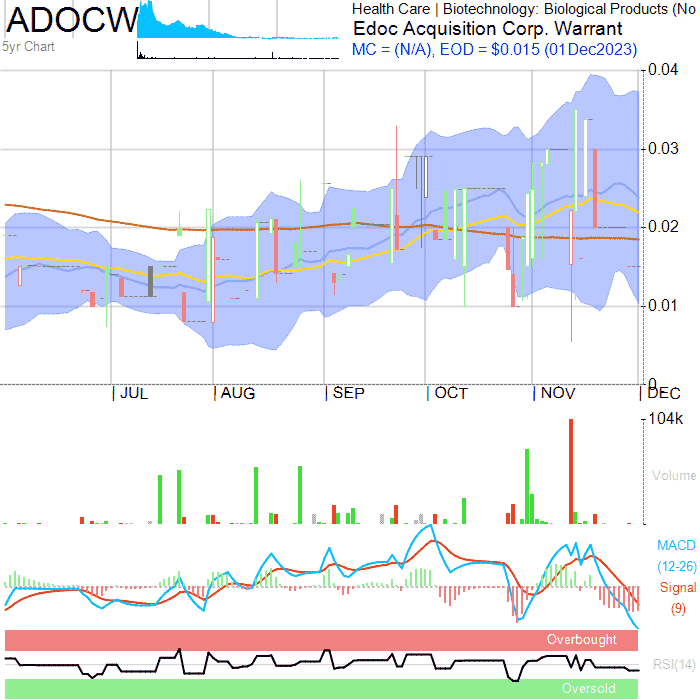 ADOCW
5yr Chart
Health Care | Biotechnology: Biological Products (No
Edoc Acquisition Corp. Warrant
MC = (N/A), EOD = $0.015 (01Dec2023)
0.04
0.03
0.02
0.01
0
JUL AUG SEP OCT NOV DEC
104k
Volume
MACD
(12-26)
Signal
(9)
Overbought
RSI(14)
Oversold